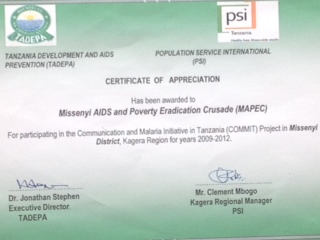 TADEPA
psi
Tanzania
TANZANIA DEVELOPMENT AND AIDS
PREVENTION (TADEPA)
POPULATION SERVICE INTERNATIONAL
(PSI)
CERTIFICATE OF APPRECIATION
Has been awarded to
Missenyi AIDS and Poverty Eradication Crusade (MAPEC)
For participating in the Communication and Malaria Initiative in Tanzania (COMMIT) Project in Missenyi
District, Kagera Region for years 2009-2012.
Dr. Jonathan Stephen
Executive Director
TADEPA
Mr. Clement Mbogo
Kagera Regional Manager
PSI